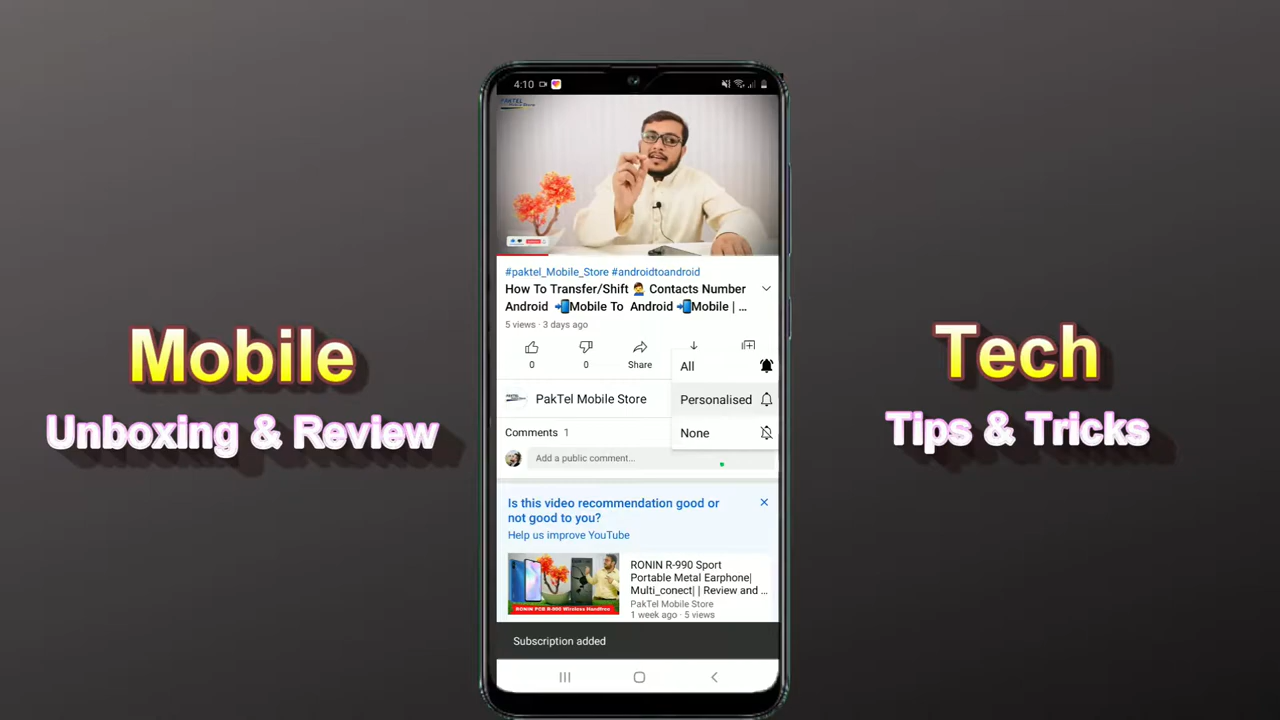 4:10
PAKTEL
#paktel_Mobile_Store #androidtoandroid
How To Transfer/Shift 🤷 Contacts Number
Android 📲Mobile To Android 📲Mobile | ...
5 views · 3 days ago
0
0
Share
All
Personalised
None
PakTel Mobile Store
Comments 1
Add a public comment...
Is this video recommendation good or
not good to you?
Help us improve YouTube
RONIN R-990 Sport
Portable Metal Earphone|
Multi_conect| | Review and ...
PakTel Mobile Store
1 week ago · 5 views
Subscription added
Mobile
Unboxing & Review
Tech
Tips & Tricks